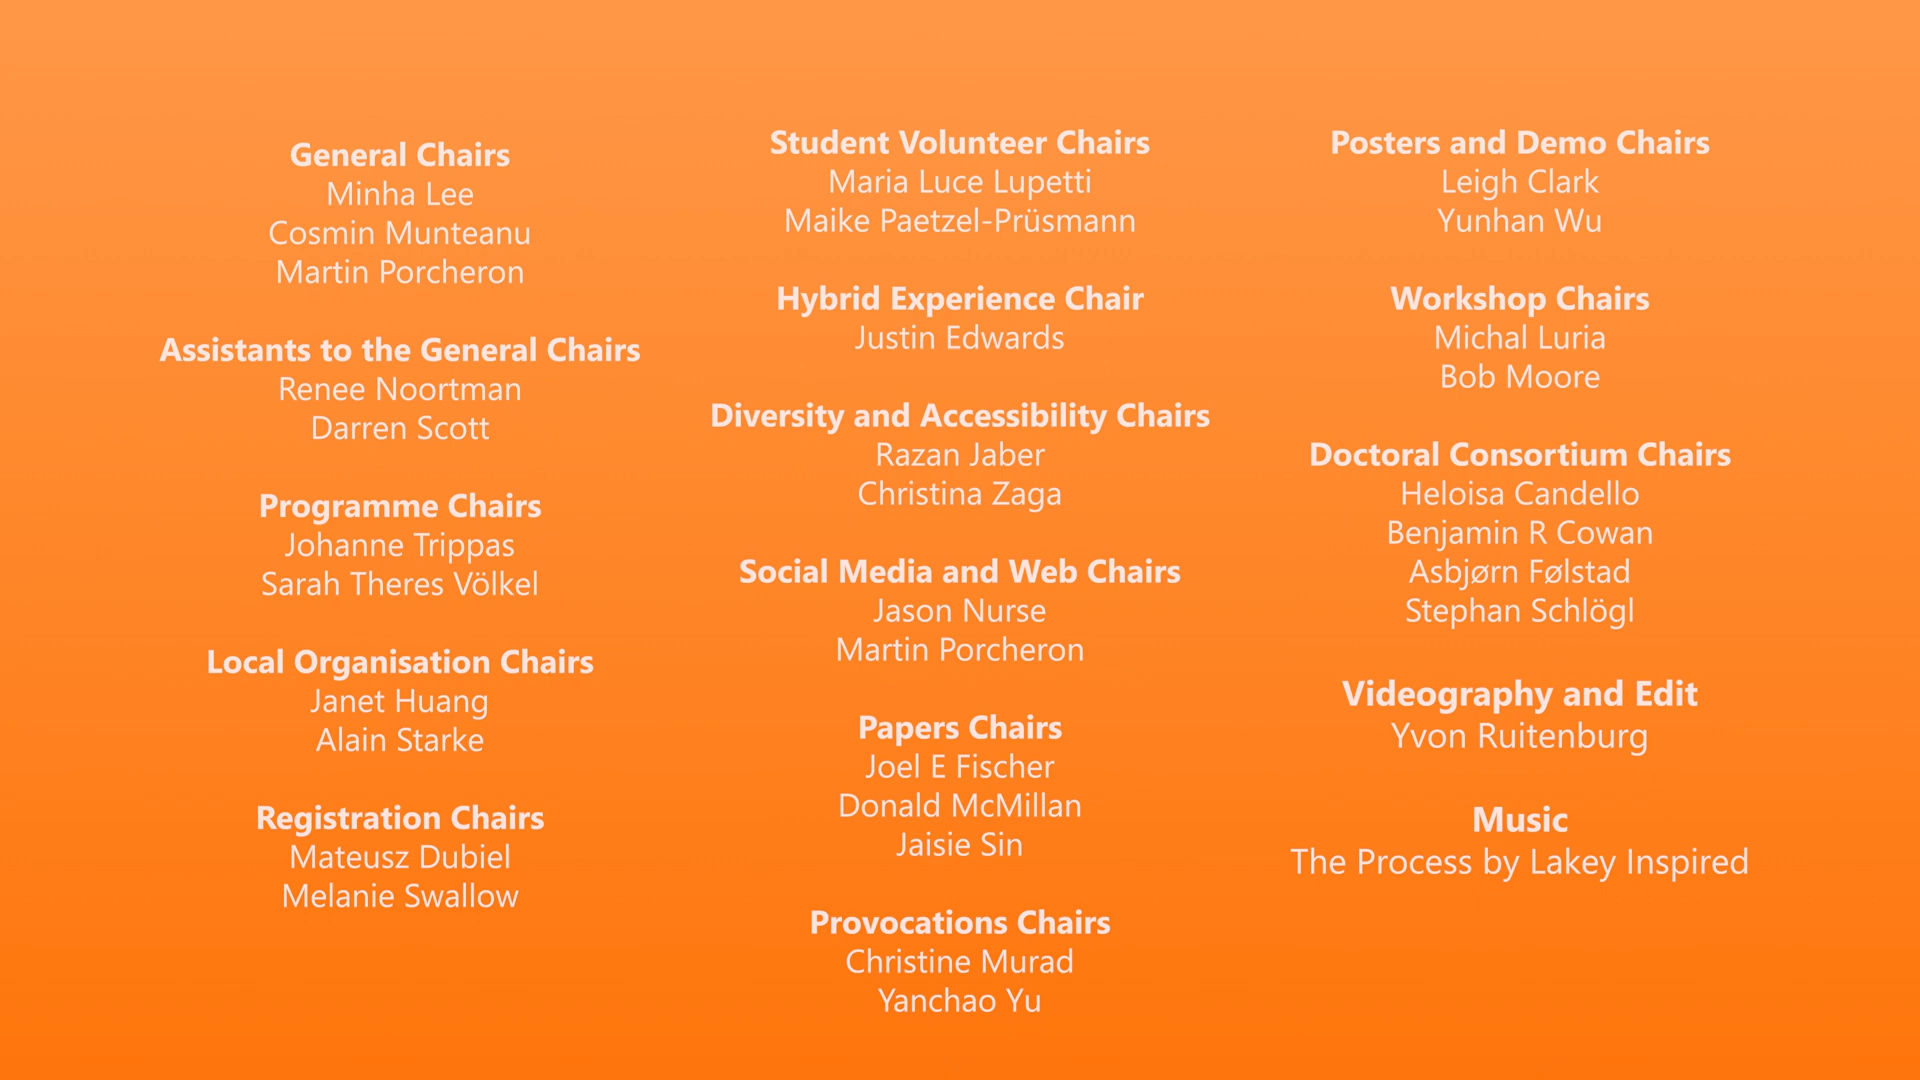 General Chairs
Minha Lee
Cosmin Munteanu
Martin Porcheron
Assistants to the General Chairs
Renee Noortman
Darren Scott
Programme Chairs
Johanne Trippas
Sarah Theres Völkel
Local Organisation Chairs
Janet Huang
Alain Starke
Registration Chairs
Mateusz Dubiel
Melanie Swallow
Student Volunteer Chairs
Maria Luce Lupetti
Maike Paetzel-Prüsmann
Hybrid Experience Chair
Justin Edwards
Diversity and Accessibility Chairs
Razan Jaber
Christina Zaga
Social Media and Web Chairs
Jason Nurse
Martin Porcheron
Papers Chairs
Joel E Fischer
Donald McMillan
Jaisie Sin
Provocations Chairs
Christine Murad
Yanchao Yu
Posters and Demo Chairs
Leigh Clark
Yunhan Wu
Workshop Chairs
Michal Luria
Bob Moore
Doctoral Consortium Chairs
Heloisa Candello
Benjamin R Cowan
Asbjørn Følstad
Stephan Schlögl
Videography and Edit
Yvon Ruitenburg
Music
The Process by Lakey Inspired